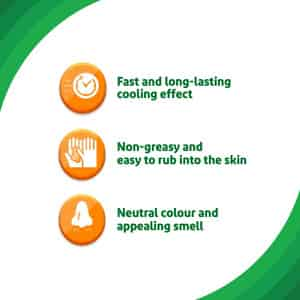 Fast and long-lasting
cooling effect
Non-greasy and
easy to rub into the skin
Neutral colour and
appealing smell